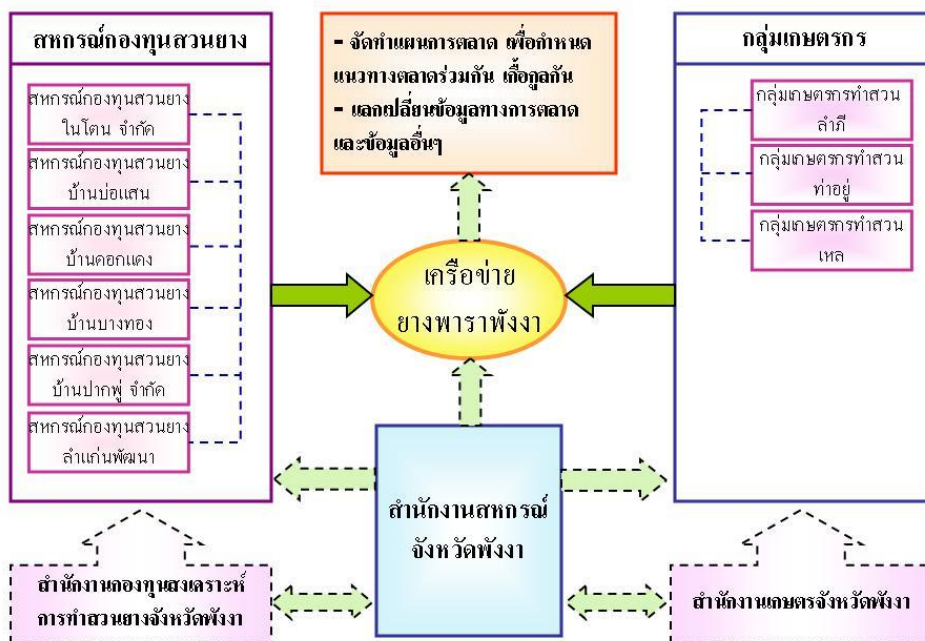 สหกรณ์กองทุนสวนยาง
สหกรณ์กองทุนสวนยาง
ในโตน จำกัด
สหกรณ์กองทุนสวนยาง
บ้านบ่อแสน
สหกรณ์กองทุนสวนยาง
บ้านดอกแดง
สหกรณ์กองทุนสวนยาง
บ้านบางทอง
สหกรณ์กองทุนสวนยาง
บ้านปากพู่ จำกัด
สหกรณ์กองทุนสวนยาง
ลำแก่นพัฒนา
- จัดทำแผนการตลาด เพื่อกำหนด
แนวทางตลาดร่วมกัน เกื้อกูลกัน
- แลกเปลี่ยนข้อมูลทางการตลาด
และข้อมูลอื่นๆ
กลุ่มเกษตรกร
กลุ่มเกษตรกรทำสวน
ลำภี
กลุ่มเกษตรกรทำสวน
ท่าอยู่
กลุ่มเกษตรกรทำสวน
เหล
เครือข่าย
ยางพาราพังงา
สำนักงานสหกรณ์
จังหวัดพังงา
สำนักงานกองทุนสงเคราะห์
การทำสวนยางจังหวัดพังงา
สำนักงานเกษตรจังหวัดพังงา